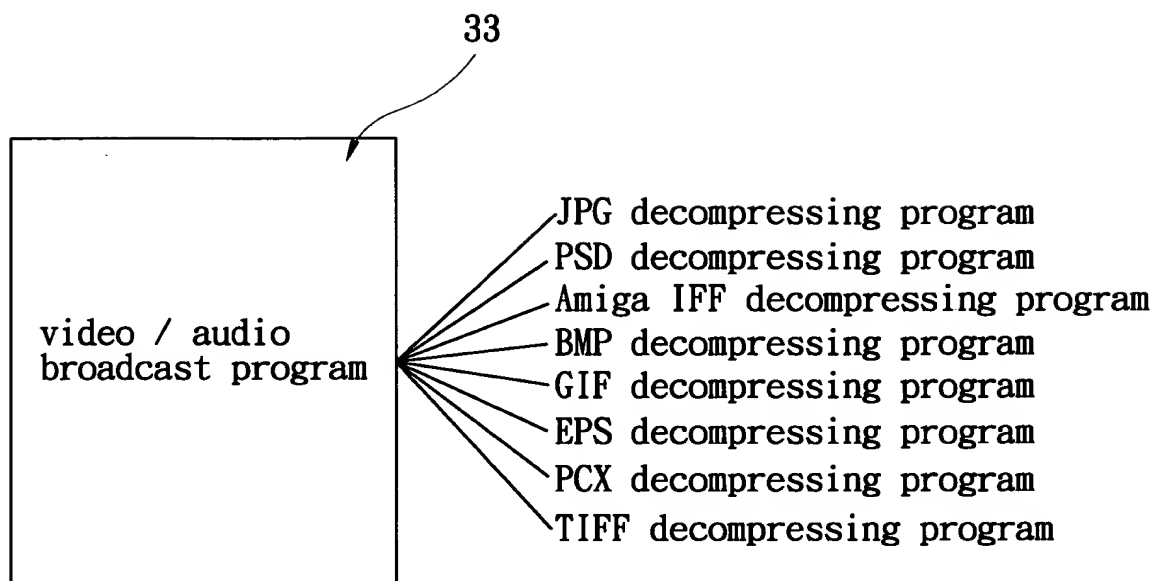 33
JPG decompressing program
PSD decompressing program
Amiga IFF decompressing program
video / audio
broadcast program
BMP decompressing program
GIF decompressing program
EPS decompressing program
PCX decompressing program
TIFF decompressing program